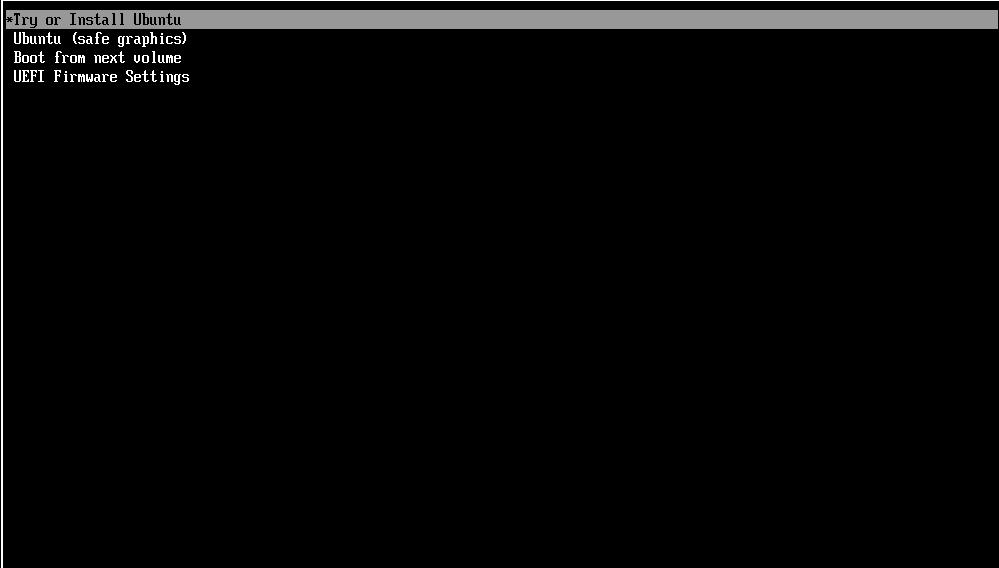 *Try or Install Ubuntu
Ubuntu (safe graphics)
Boot from next volume
UEFI Firmware Settings